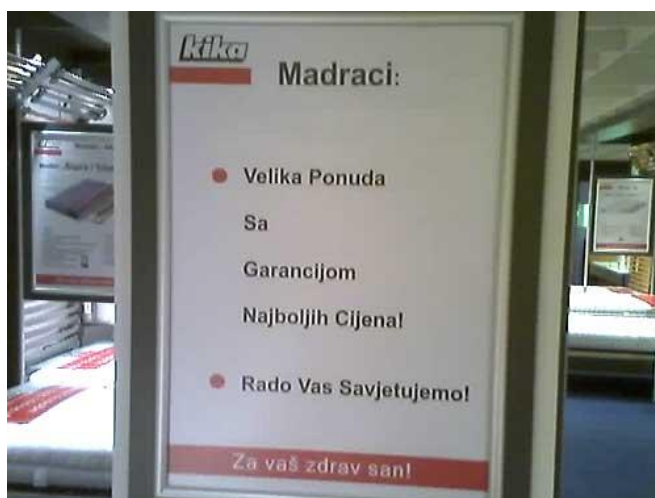 kika
Madraci:
Velika Ponuda
Sa
Garancijom
Najboljih Cijena!
Rado Vas Savjetujemo!
Za vaš zdrav san!